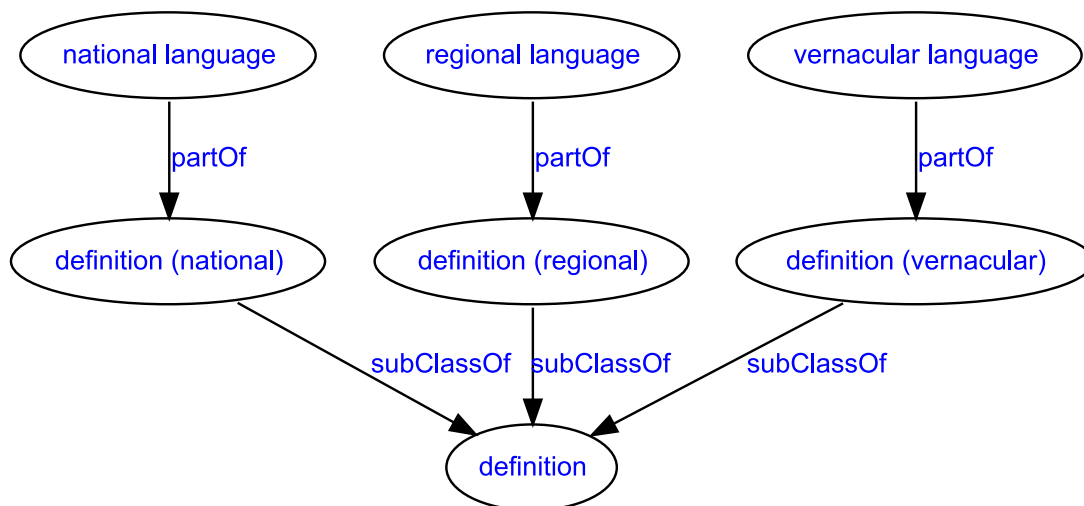 national language
regional language
vernacular language
partOf
partOf
partOf
definition (national)
definition (regional)
definition (vernacular)
subClassOf
subClassOf
subClassOf
definition